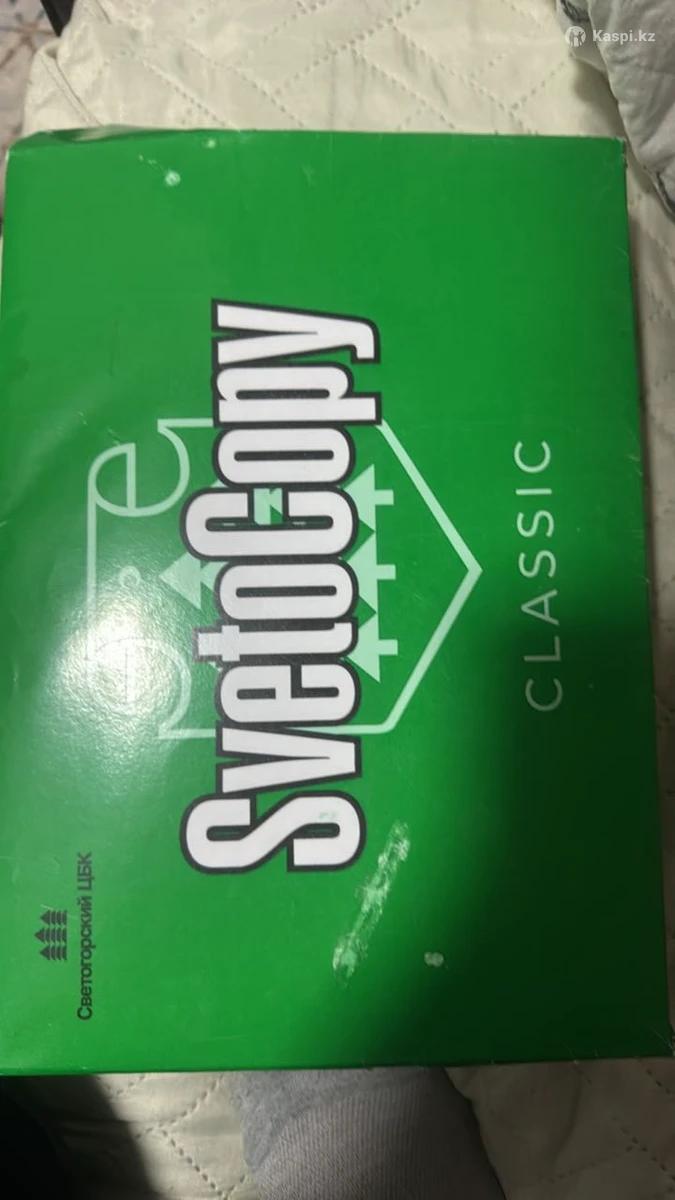 Kaspi.kz
Светогорский ЦБК
SvetoCopy
CLASSIC